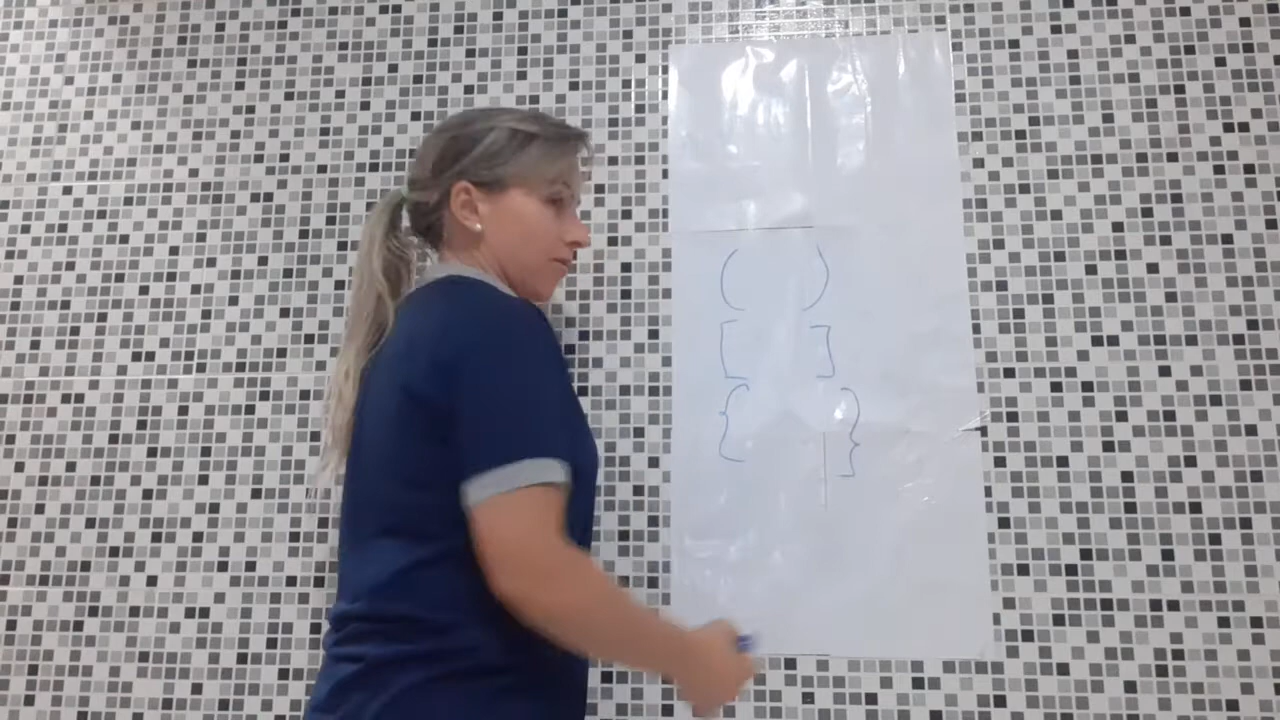 ( )
[ ]
{ }